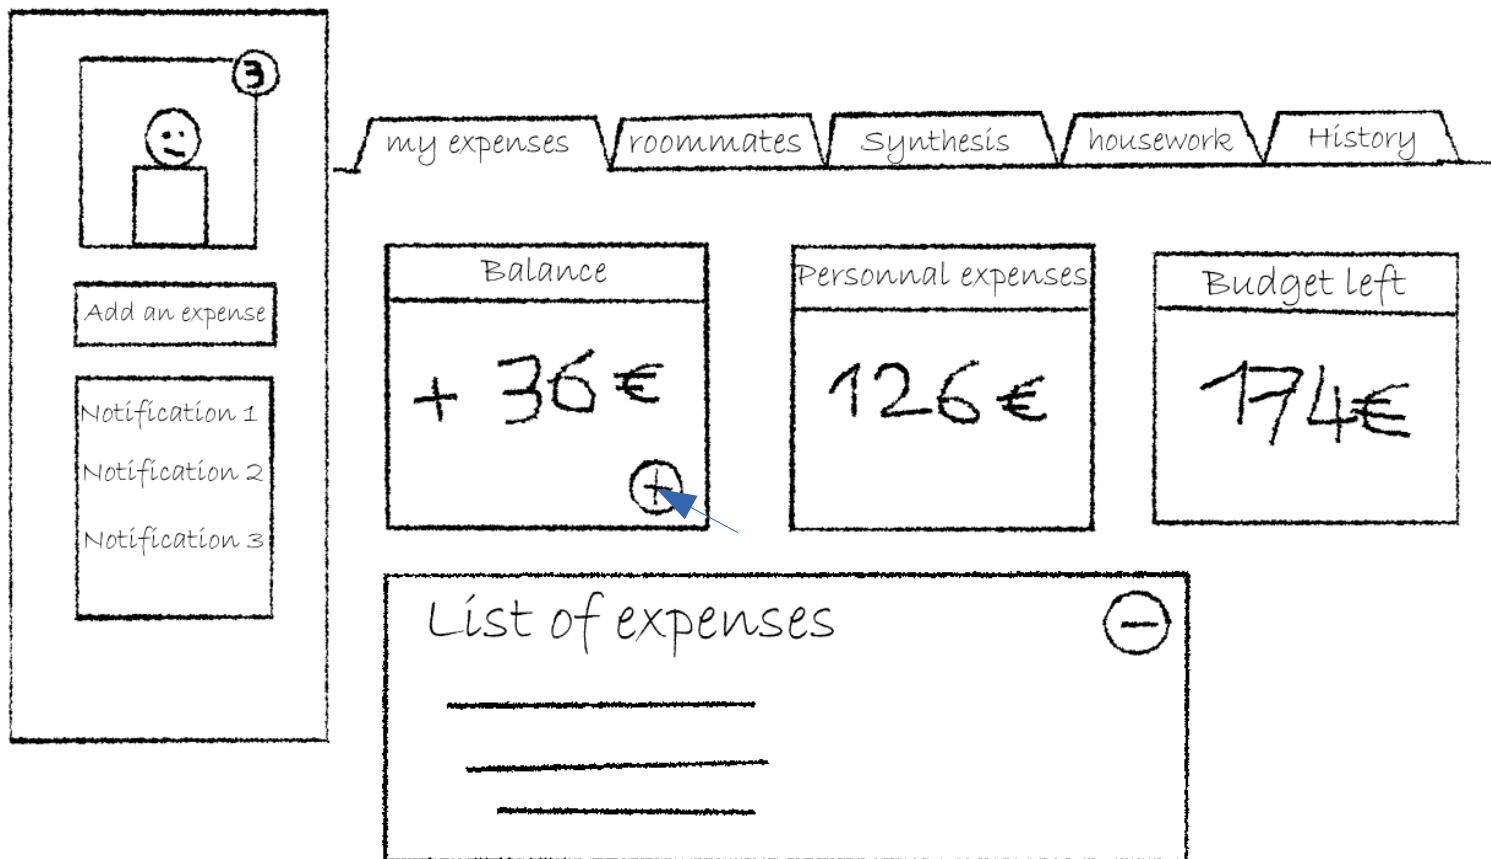 3
my expenses
roommates
Synthesis
housework
History
Add an expense
Notification 1
Notification 2
Notification 3
Balance
+ 36 €
+
Personnal expenses
126 €
Budget left
174€
List of expenses
−